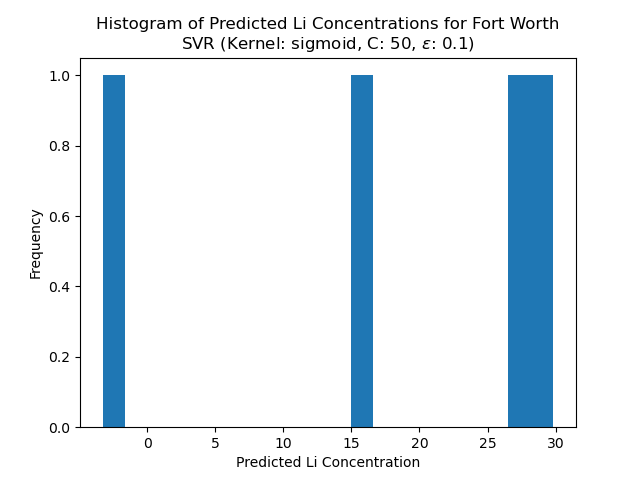 Histogram of Predicted Li Concentrations for Fort Worth
SVR (Kernel: sigmoid, C: 50, ε: 0.1)
1.0
0.8
0.6
0.4
0.2
0.0
Frequency
0 5 10 15 20 25 30
Predicted Li Concentration